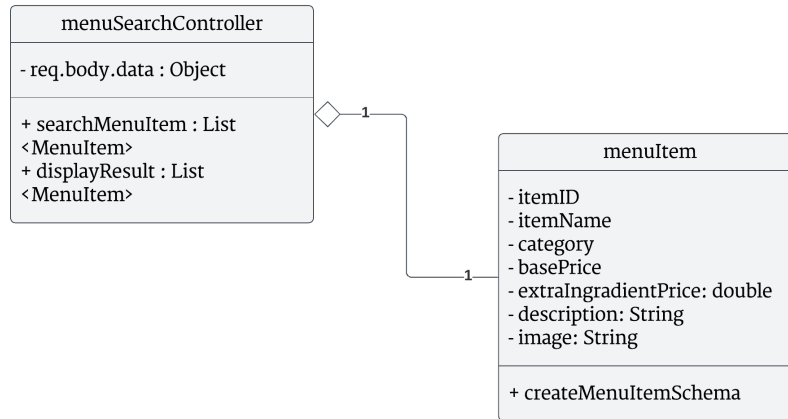 menuSearchController
- req.body.data : Object
+ searchMenuItem : List
<MenuItem>
+ displayResult : List
<MenuItem>
1
1
menuItem
- itemID
- itemName
- category
- basePrice
- extraIngradientPrice: double
- description: String
- image: String
+ createMenuItemSchema